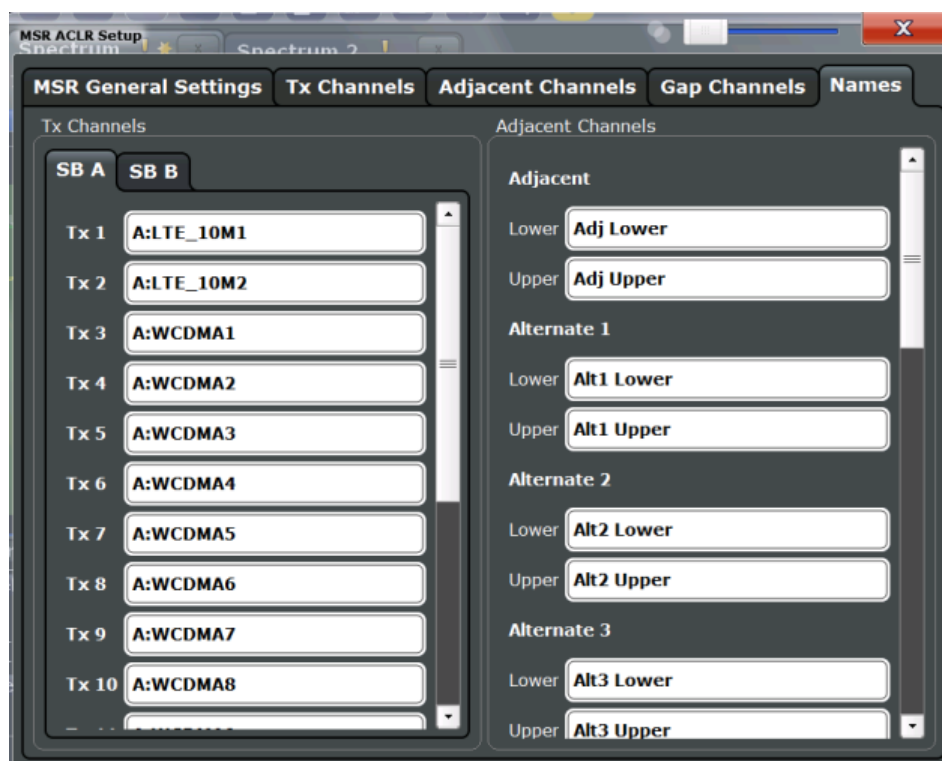 MSR ACLR Setup
Spectrum
Spectrum 2
X
MSR General Settings
Tx Channels
Adjacent Channels
Gap Channels
Names
Tx Channels
SB A
SB B
Tx 1 A:LTE_10M1
Tx 2 A:LTE_10M2
Tx 3 A:WCDMA1
Tx 4 A:WCDMA2
Tx 5 A:WCDMA3
Tx 6 A:WCDMA4
Tx 7 A:WCDMA5
Tx 8 A:WCDMA6
Tx 9 A:WCDMA7
Tx 10 A:WCDMA8
Adjacent Channels
Adjacent
Lower Adj Lower
Upper Adj Upper
Alternate 1
Lower Alt1 Lower
Upper Alt1 Upper
Alternate 2
Lower Alt2 Lower
Upper Alt2 Upper
Alternate 3
Lower Alt3 Lower
Upper Alt3 Upper